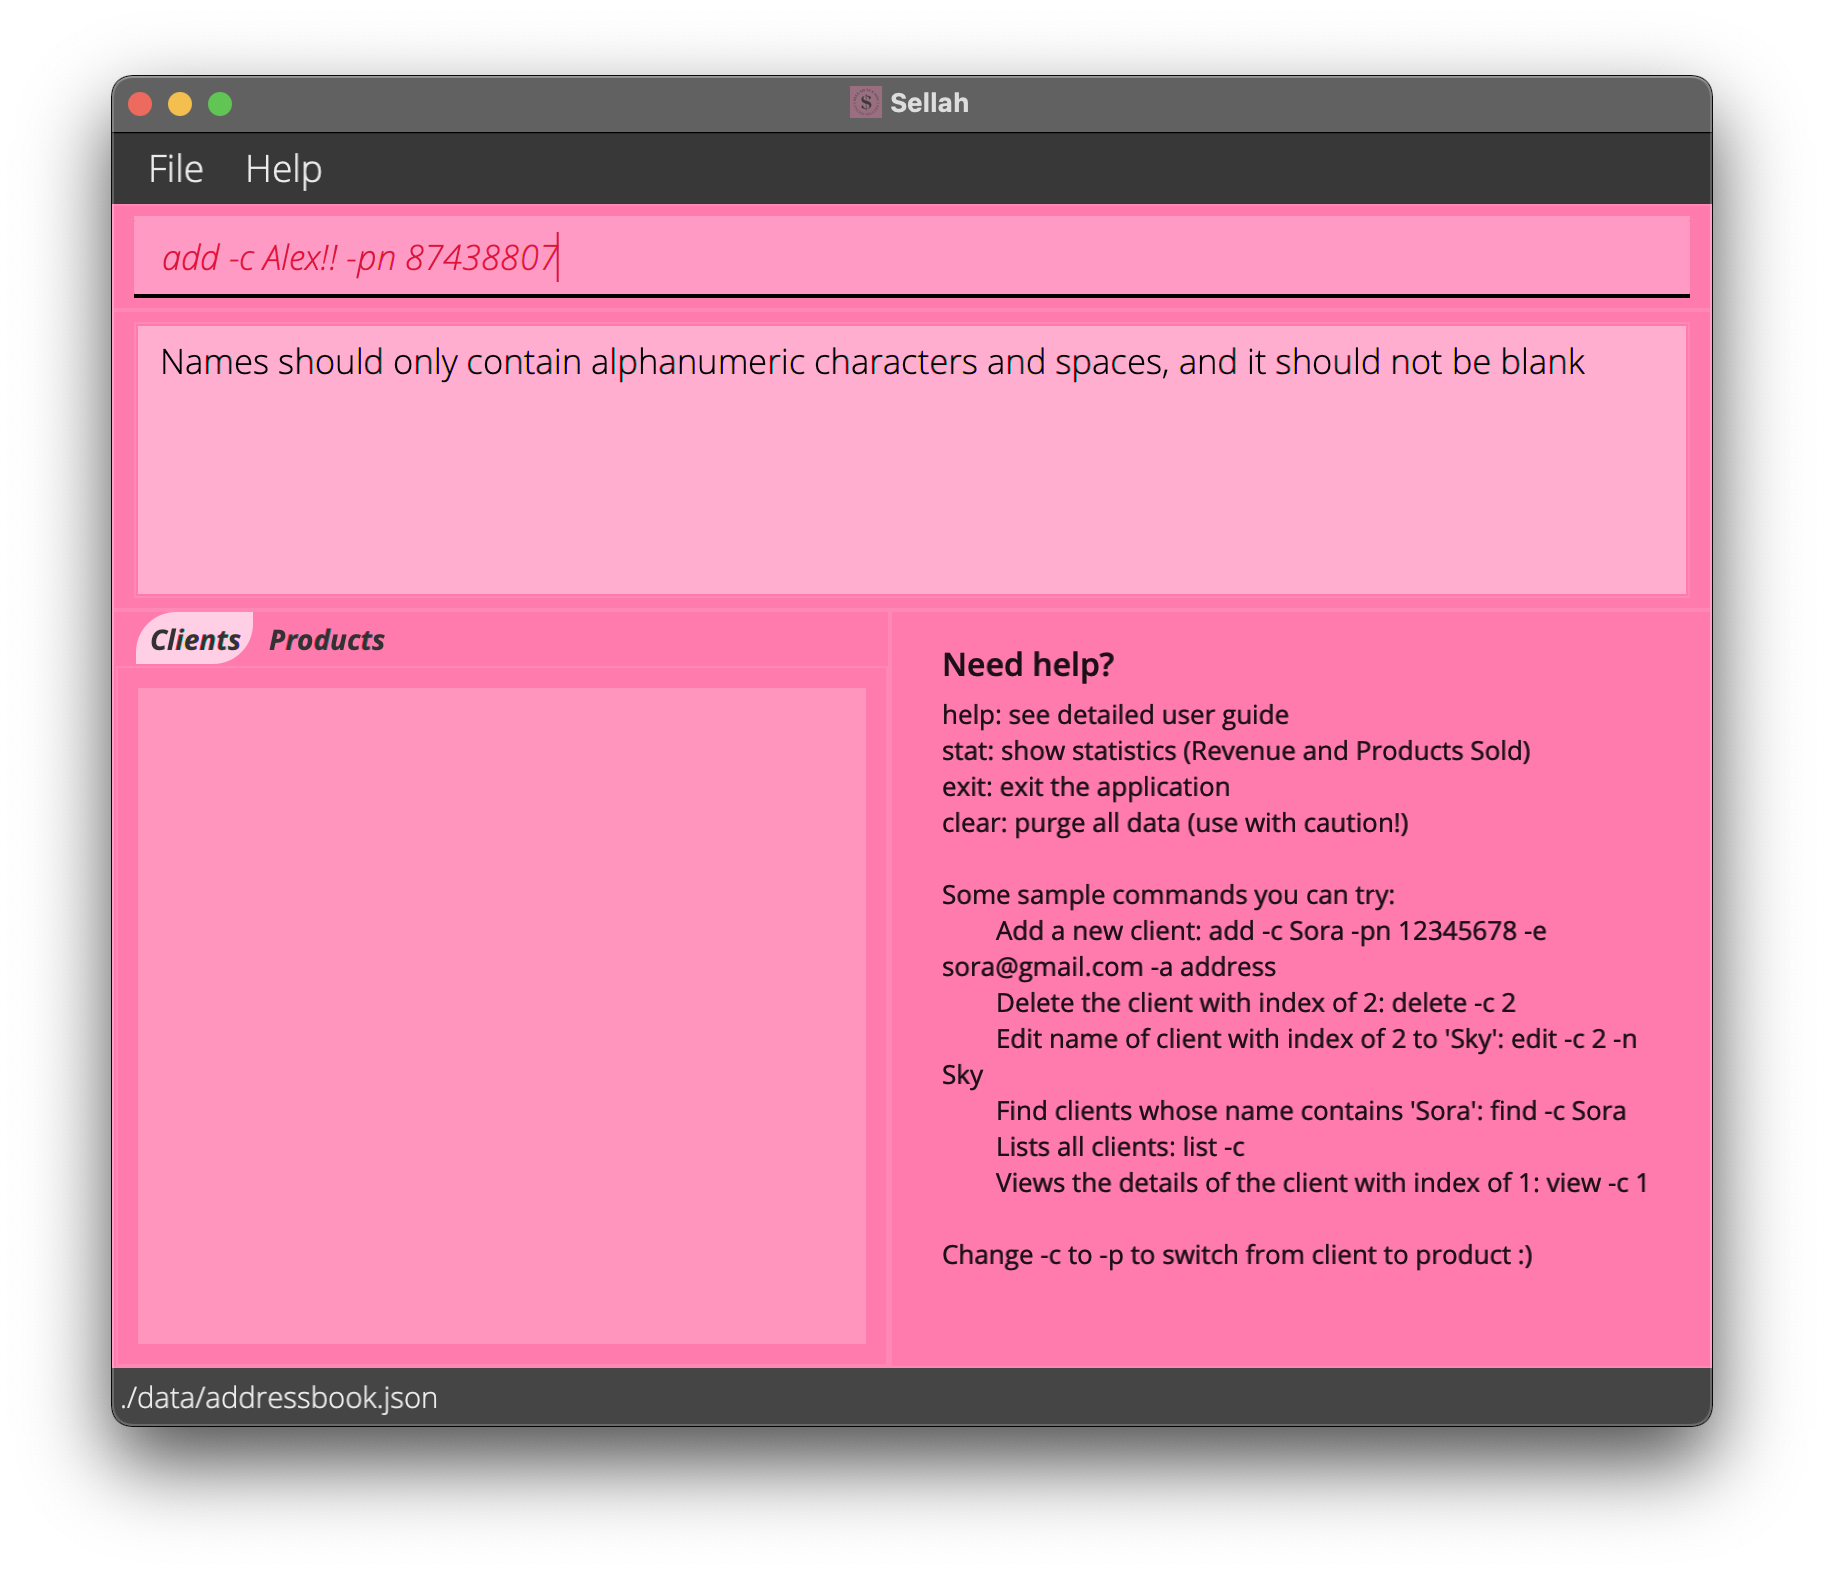 Sellah
File Help
add -c Alex!! -pn 87438807
Names should only contain alphanumeric characters and spaces, and it should not be blank
Clients Products
Need help?
help: see detailed user guide
stat: show statistics (Revenue and Products Sold)
exit: exit the application
clear: purge all data (use with caution!)
Some sample commands you can try:
Add a new client: add -c Sora -pn 12345678 -e
sora@gmail.com -a address
Delete the client with index of 2: delete -c 2
Edit name of client with index of 2 to 'Sky': edit -c 2 -n
Sky
Find clients whose name contains 'Sora': find -c Sora
Lists all clients: list -c
Views the details of the client with index of 1: view -c 1
Change -c to -p to switch from client to product :)
./data/addressbook.json